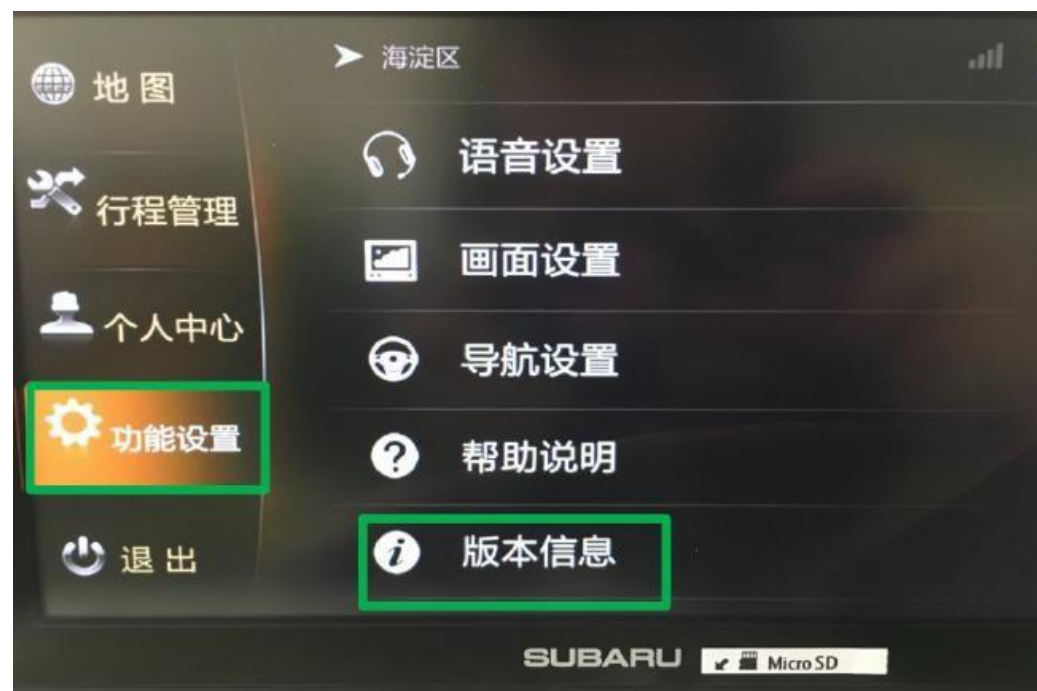 海淀区
地图
行程管理
个人中心
功能设置
退出
语音设置
画面设置
导航设置
帮助说明
版本信息
SUBARU
Micro SD